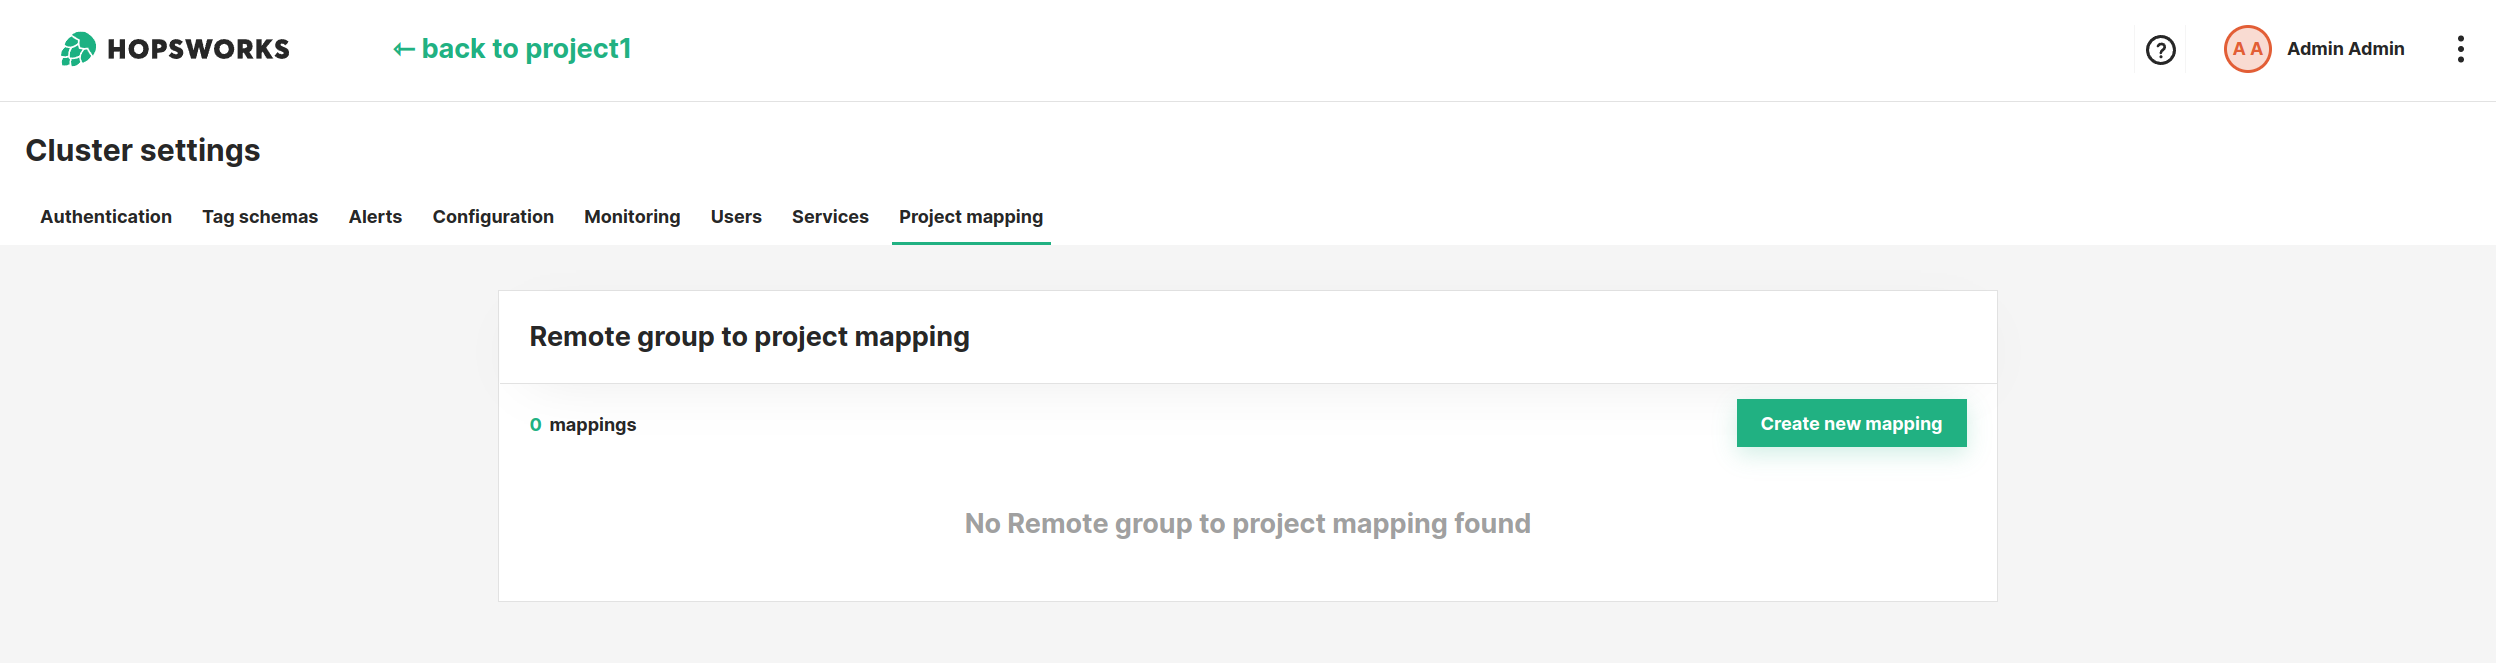 HOPSWORKS
← back to project1
?
A A
Admin Admin
Cluster settings
Authentication Tag schemas Alerts Configuration Monitoring Users Services Project mapping
Remote group to project mapping
0 mappings
Create new mapping
No Remote group to project mapping found